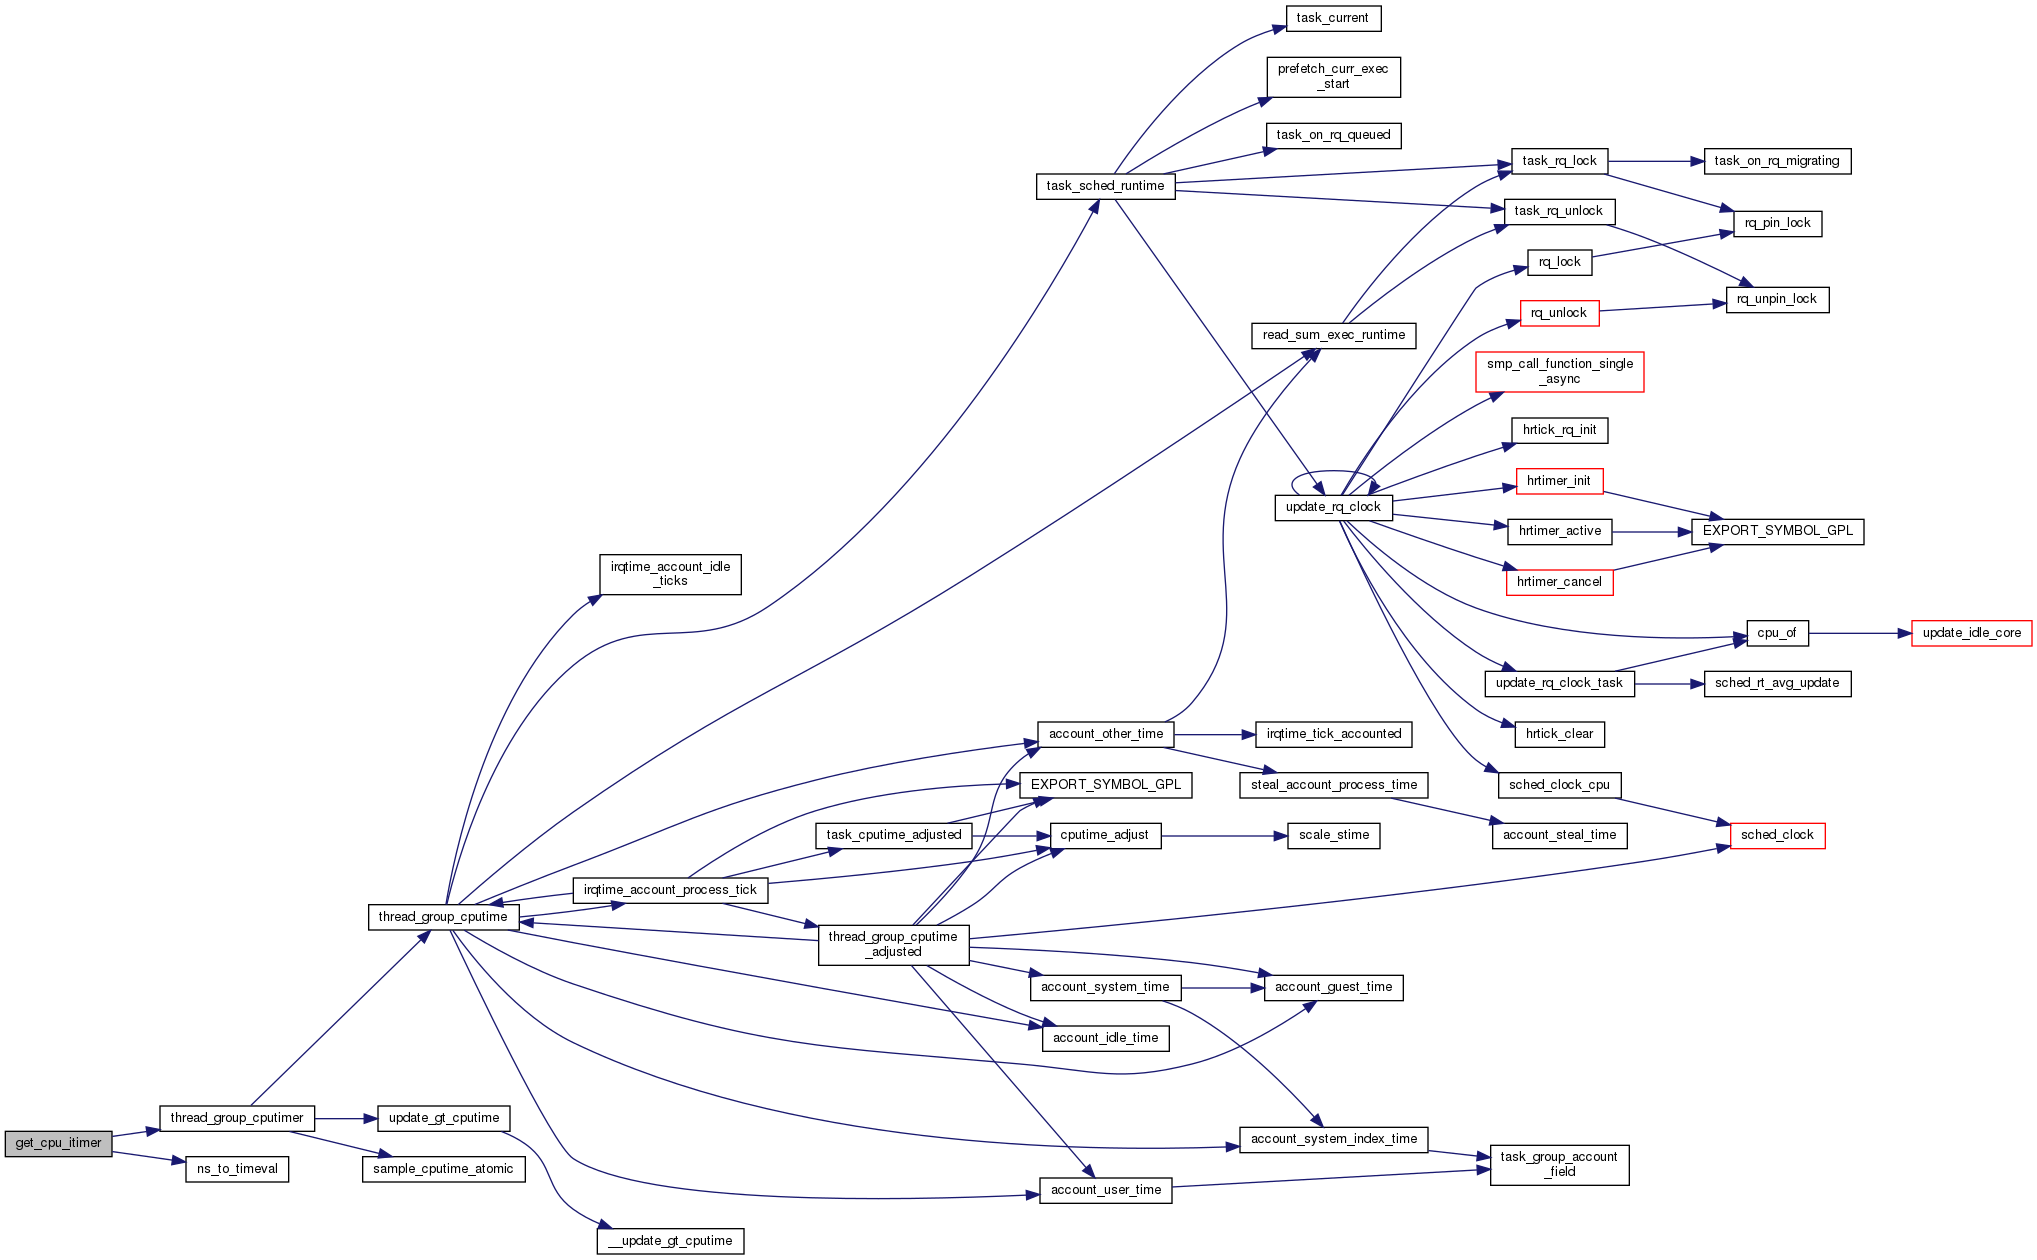 task_current
prefetch_curr_exec
_start
task_on_rq_queued
task_rq_lock
task_on_rq_migrating
task_sched_runtime
task_rq_unlock
rq_pin_lock
rq_lock
rq_unpin_lock
rq_unlock
read_sum_exec_runtime
smp_call_function_single
_async
hrtick_rq_init
hrtimer_init
update_rq_clock
hrtimer_active
EXPORT_SYMBOL_GPL
irqtime_account_idle
_ticks
hrtimer_cancel
cpu_of
update_idle_core
update_rq_clock_task
sched_rt_avg_update
account_other_time
irqtime_tick_accounted
hrtick_clear
EXPORT_SYMBOL_GPL
steal_account_process_time
sched_clock_cpu
task_cputime_adjusted
cputime_adjust
scale_stime
account_steal_time
sched_clock
irqtime_account_process_tick
thread_group_cputime
thread_group_cputime
_adjusted
account_system_time
account_guest_time
account_idle_time
thread_group_cputimer
update_gt_cputime
get_cpu_itimer
account_system_index_time
ns_to_timeval
sample_cputime_atomic
task_group_account
_field
account_user_time
__update_gt_cputime